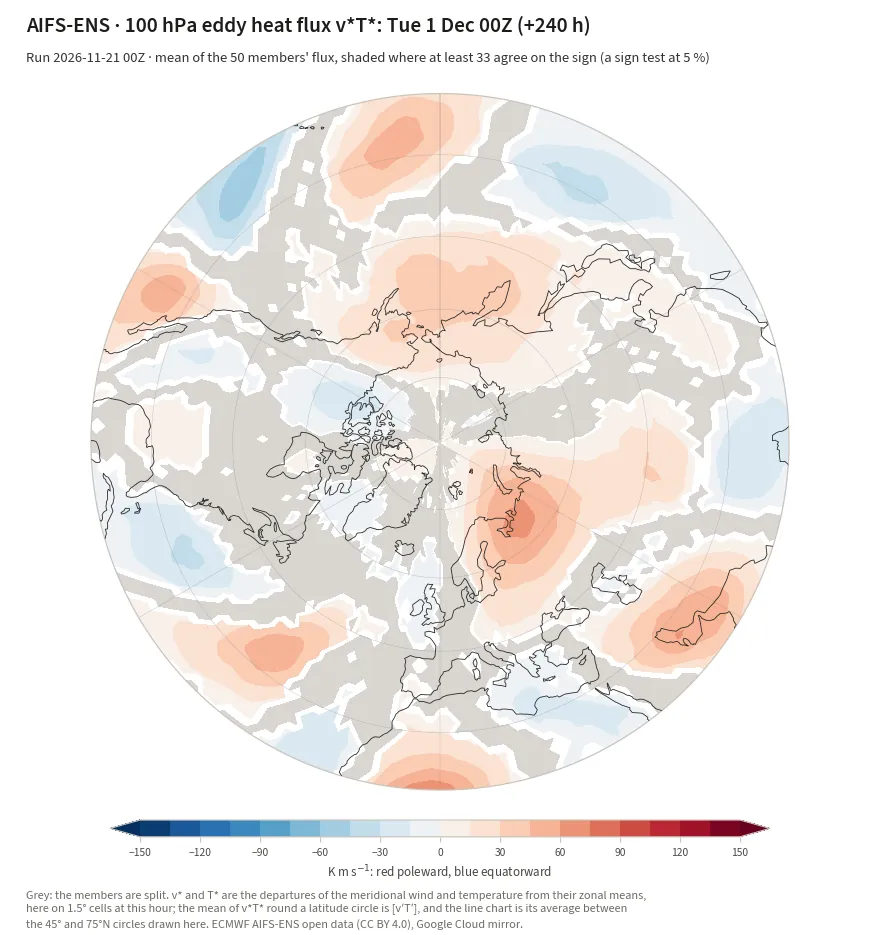 AIFS-ENS · 100 hPa eddy heat flux v*T*: Tue 1 Dec 00Z (+240 h)
Run 2026-11-21 00Z · mean of the 50 members' flux, shaded where at least 33 agree on the sign (a sign test at 5 %)
−150 −120 −90 −60 −30 0 30 60 90 120 150
K m s⁻¹: red poleward, blue equatorward
Grey: the members are split. v* and T* are the departures of the meridional wind and temperature from their zonal means,
here on 1.5° cells at this hour; the mean of v*T* round a latitude circle is [v'T'], and the line chart is its average between
the 45° and 75°N circles drawn here. ECMWF AIFS-ENS open data (CC BY 4.0), Google Cloud mirror.